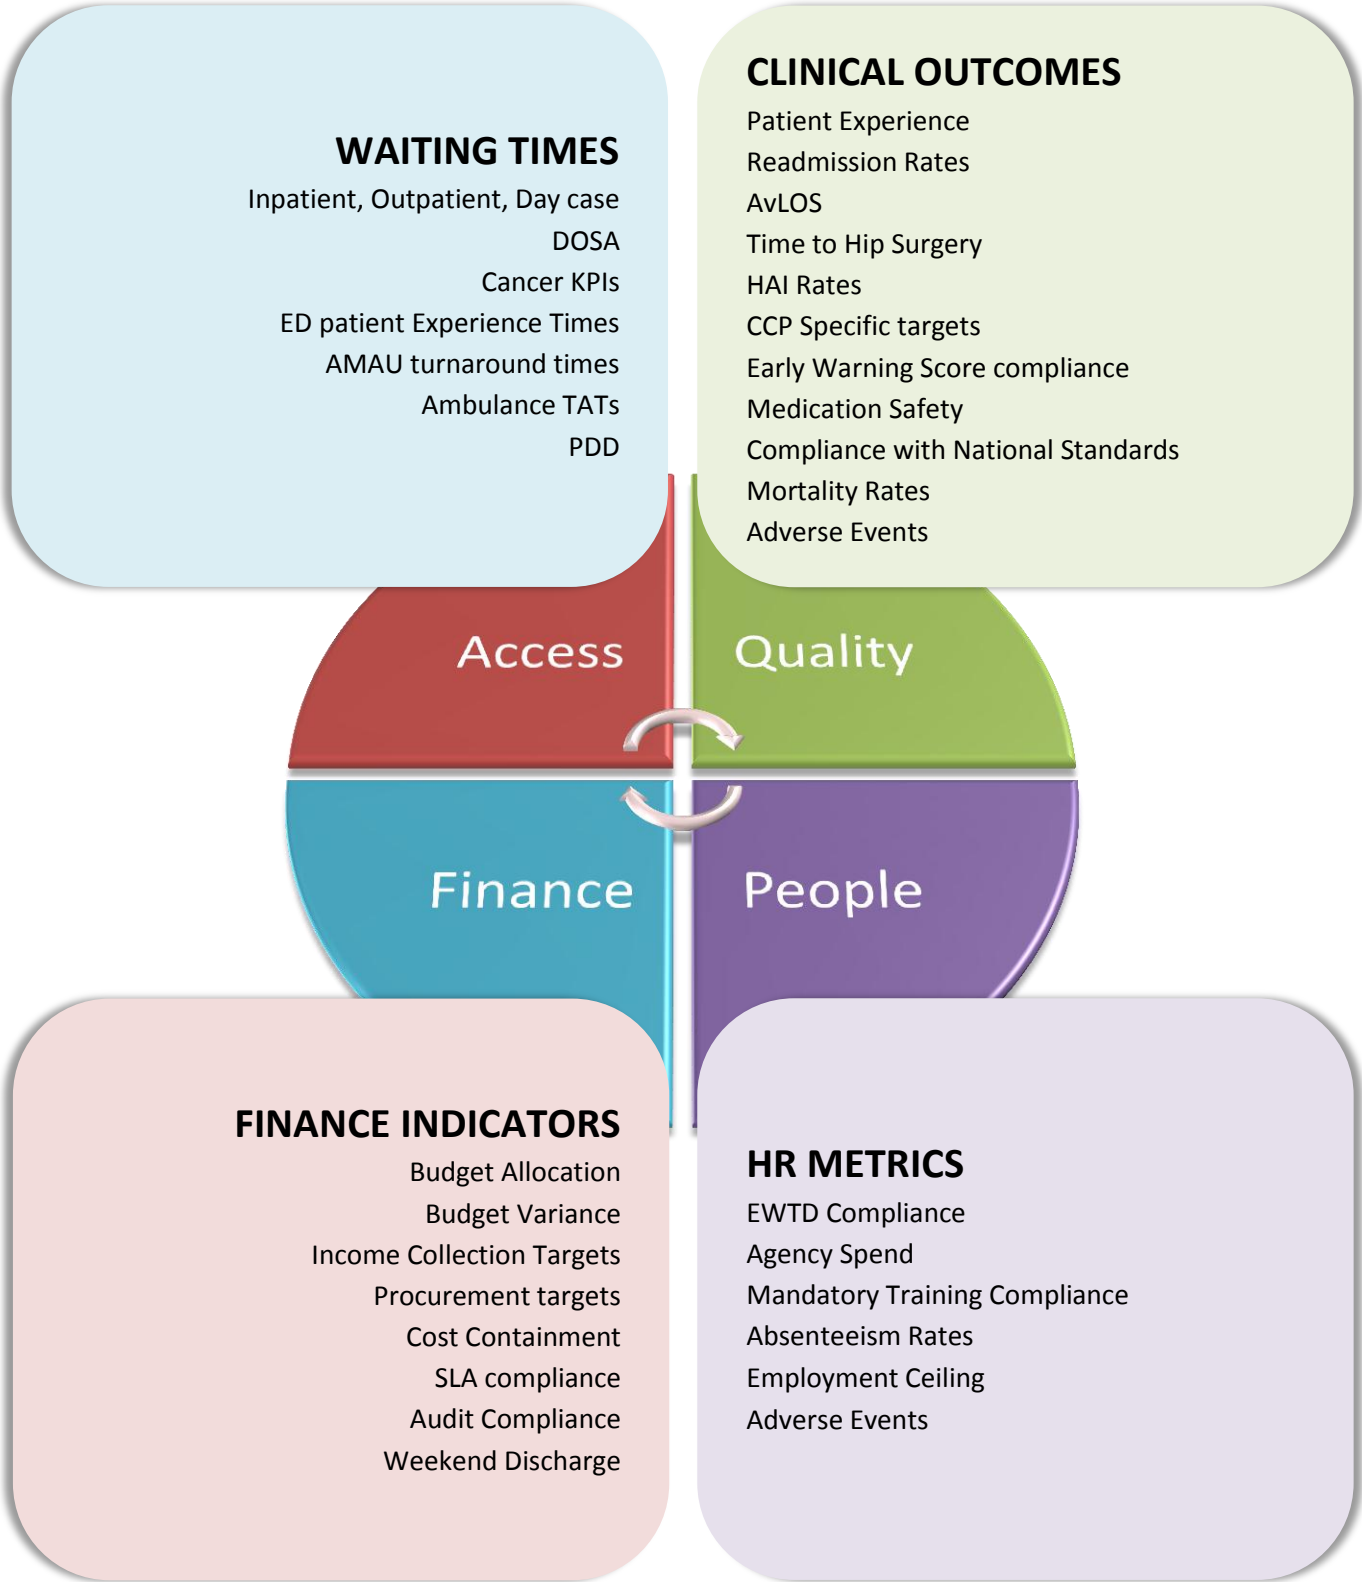 WAITING TIMES
Inpatient, Outpatient, Day case
DOSA
Cancer KPIs
ED patient Experience Times
AMAU turnaround times
Ambulance TATs
PDD
CLINICAL OUTCOMES
Patient Experience
Readmission Rates
AvLOS
Time to Hip Surgery
HAI Rates
CCP Specific targets
Early Warning Score compliance
Medication Safety
Compliance with National Standards
Mortality Rates
Adverse Events
Access
Quality
Finance
People
FINANCE INDICATORS
Budget Allocation
Budget Variance
Income Collection Targets
Procurement targets
Cost Containment
SLA compliance
Audit Compliance
Weekend Discharge
HR METRICS
EWTD Compliance
Agency Spend
Mandatory Training Compliance
Absenteeism Rates
Employment Ceiling
Adverse Events